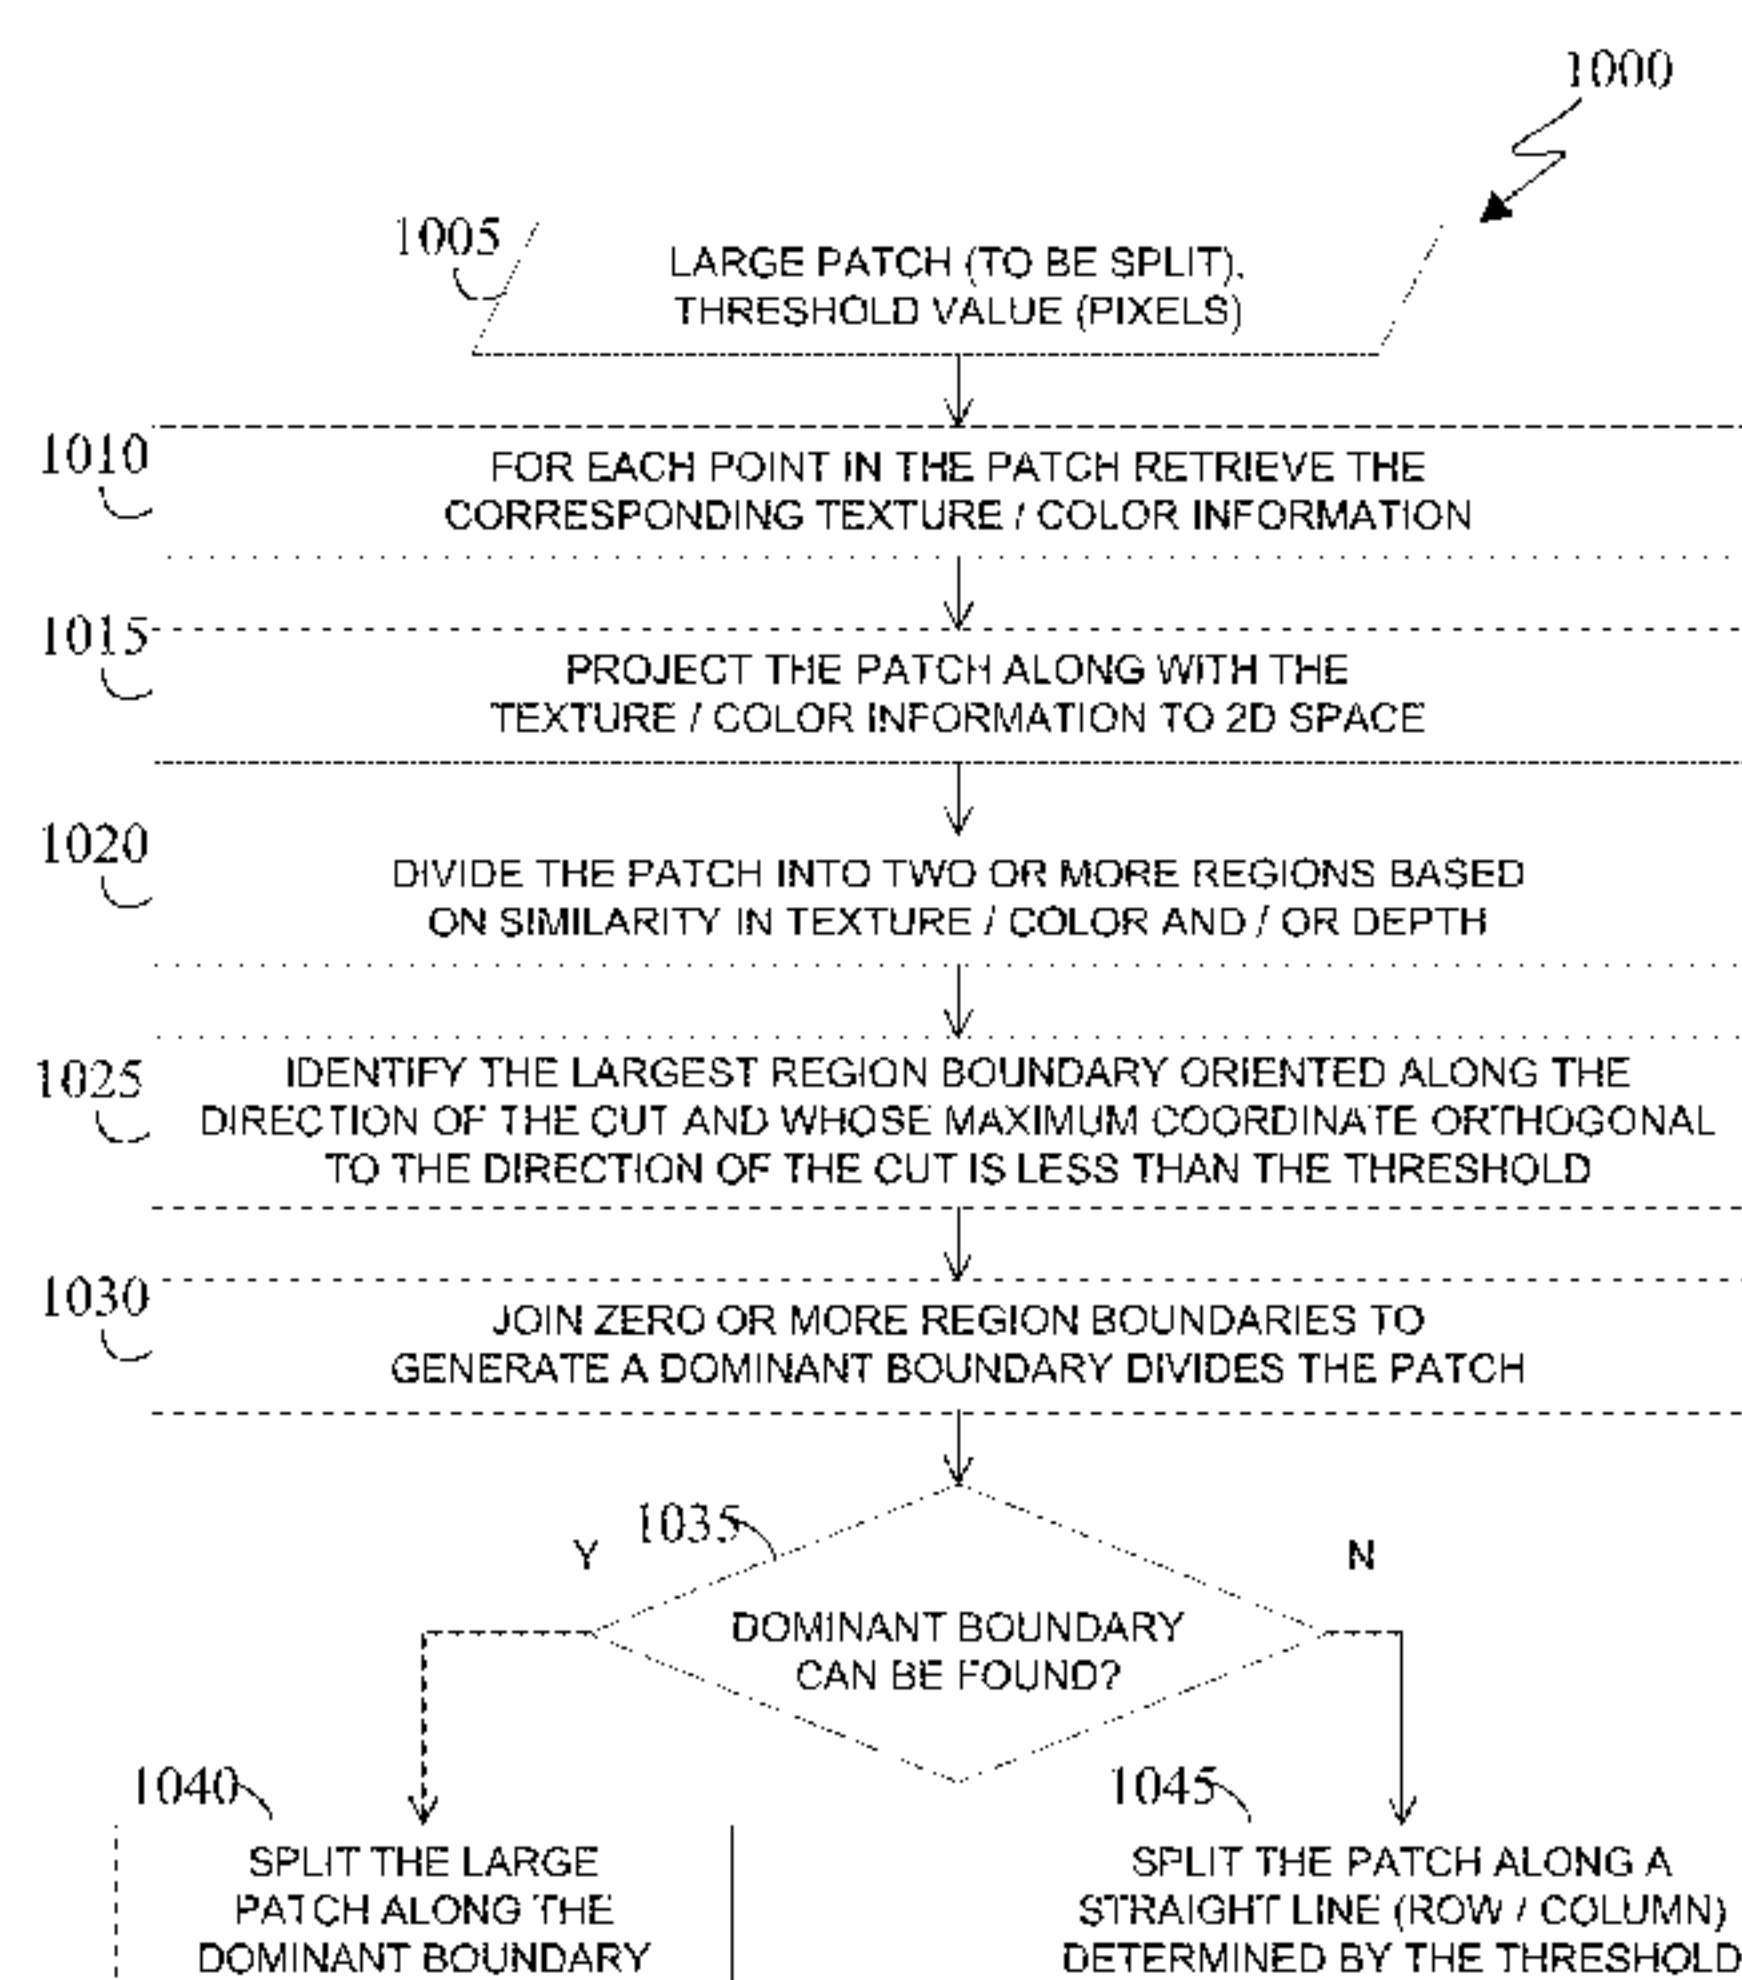 1000
1005
LARGE PATCH (TO BE SPLIT),
THRESHOLD VALUE (PIXELS)
1010
FOR EACH POINT IN THE PATCH RETRIEVE THE
CORRESPONDING TEXTURE / COLOR INFORMATION
1015
PROJECT THE PATCH ALONG WITH THE
TEXTURE / COLOR INFORMATION TO 2D SPACE
1020
DIVIDE THE PATCH INTO TWO OR MORE REGIONS BASED
ON SIMILARITY IN TEXTURE / COLOR AND / OR DEPTH
1025
IDENTIFY THE LARGEST REGION BOUNDARY ORIENTED ALONG THE
DIRECTION OF THE CUT AND WHOSE MAXIMUM COORDINATE ORTHOGONAL
TO THE DIRECTION OF THE CUT IS LESS THAN THE THRESHOLD
1030
JOIN ZERO OR MORE REGION BOUNDARIES TO
GENERATE A DOMINANT BOUNDARY DIVIDES THE PATCH
1035
Y
N
DOMINANT BOUNDARY
CAN BE FOUND?
1040
SPLIT THE LARGE
PATCH ALONG THE
DOMINANT BOUNDARY
1045
SPLIT THE PATCH ALONG A
STRAIGHT LINE (ROW / COLUMN)
DETERMINED BY THE THRESHOLD